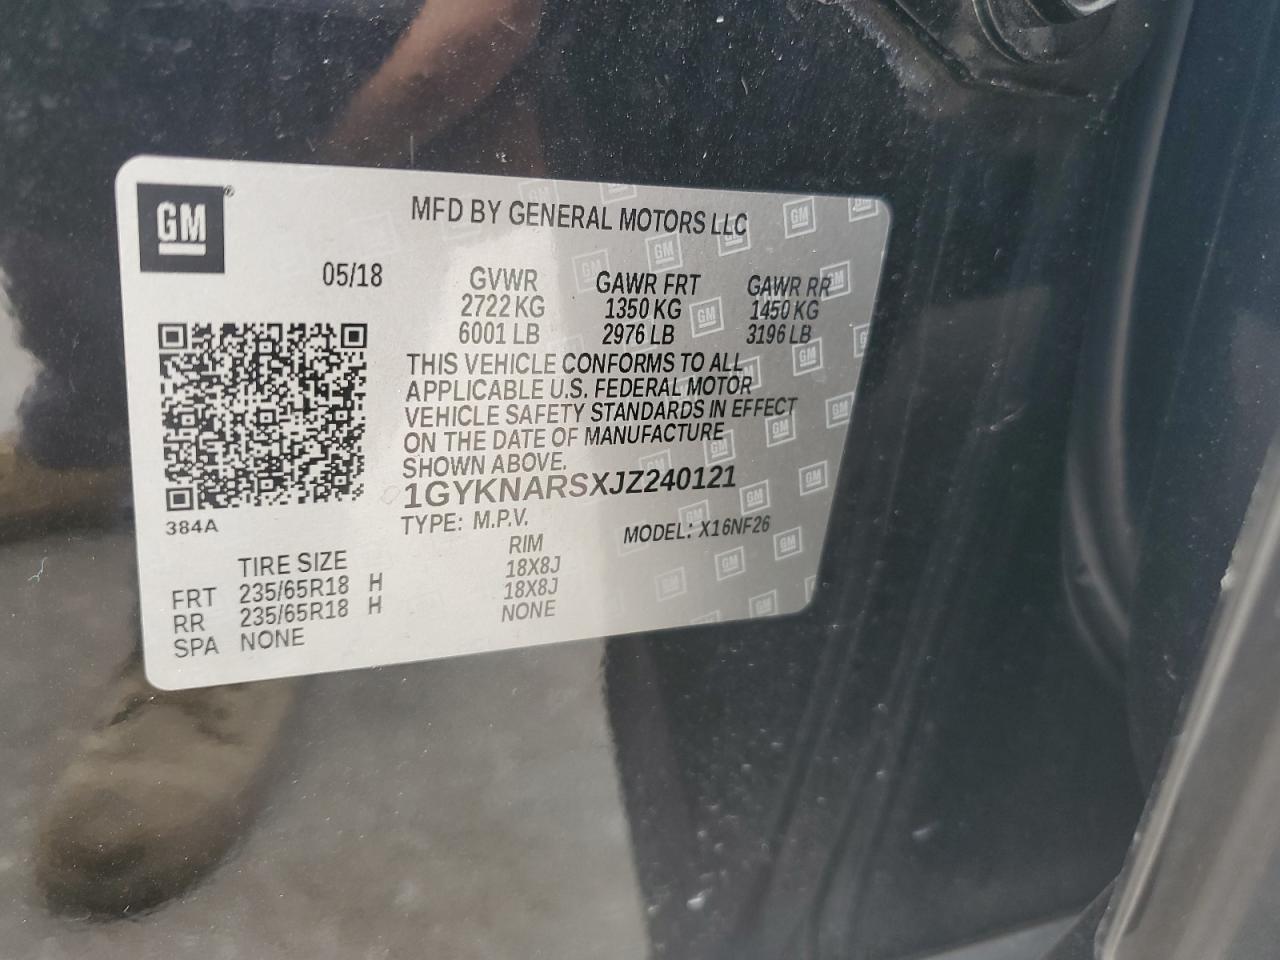 GM®
MFD BY GENERAL MOTORS LLC
05/18 GVWR GAWR FRT GAWR RR
2722 KG 1350 KG 1450 KG
6001 LB 2976 LB 3196 LB
THIS VEHICLE CONFORMS TO ALL
APPLICABLE U.S. FEDERAL MOTOR
VEHICLE SAFETY STANDARDS IN EFFECT
ON THE DATE OF MANUFACTURE
SHOWN ABOVE.
1GYKNARSXJZ240121
384A
TYPE: M.P.V. MODEL: X16NF26
TIRE SIZE RIM
FRT 235/65R18 H 18X8J
RR 235/65R18 H 18X8J
SPA NONE NONE